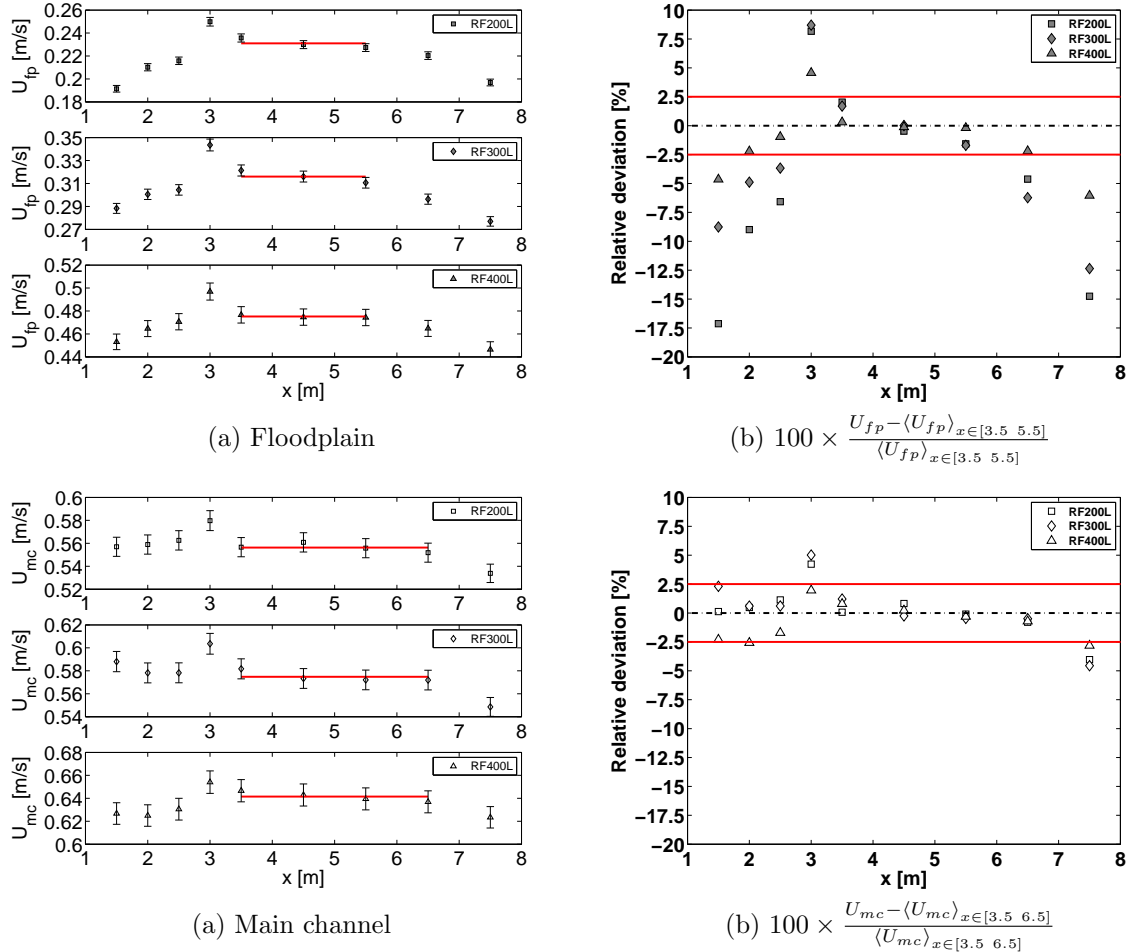 0.26
0.24
0.22
0.2
0.18
U_fp [m/s]
RF200L
1 2 3 4 5 6 7 8
0.35
0.33
0.31
0.29
0.27
U_fp [m/s]
RF300L
1 2 3 4 5 6 7 8
0.52
0.5
0.48
0.46
0.44
U_fp [m/s]
RF400L
1 2 3 4 5 6 7 8
x [m]
(a) Floodplain
10
7.5
5
2.5
0
−2.5
−5
−7.5
−10
−12.5
−15
−17.5
−20
Relative deviation [%]
RF200L
RF300L
RF400L
1 2 3 4 5 6 7 8
x [m]
(b) 100 × (U_fp − ⟨U_fp⟩_x∈[3.5 5.5]) / ⟨U_fp⟩_x∈[3.5 5.5]
0.6
0.58
0.56
0.54
0.52
U_mc [m/s]
RF200L
1 2 3 4 5 6 7 8
0.62
0.6
0.58
0.56
0.54
U_mc [m/s]
RF300L
1 2 3 4 5 6 7 8
0.68
0.66
0.64
0.62
0.6
U_mc [m/s]
RF400L
1 2 3 4 5 6 7 8
x [m]
(a) Main channel
10
7.5
5
2.5
0
−2.5
−5
−7.5
−10
−12.5
−15
−17.5
−20
Relative deviation [%]
RF200L
RF300L
RF400L
1 2 3 4 5 6 7 8
x [m]
(b) 100 × (U_mc − ⟨U_mc⟩_x∈[3.5 6.5]) / ⟨U_mc⟩_x∈[3.5 6.5]